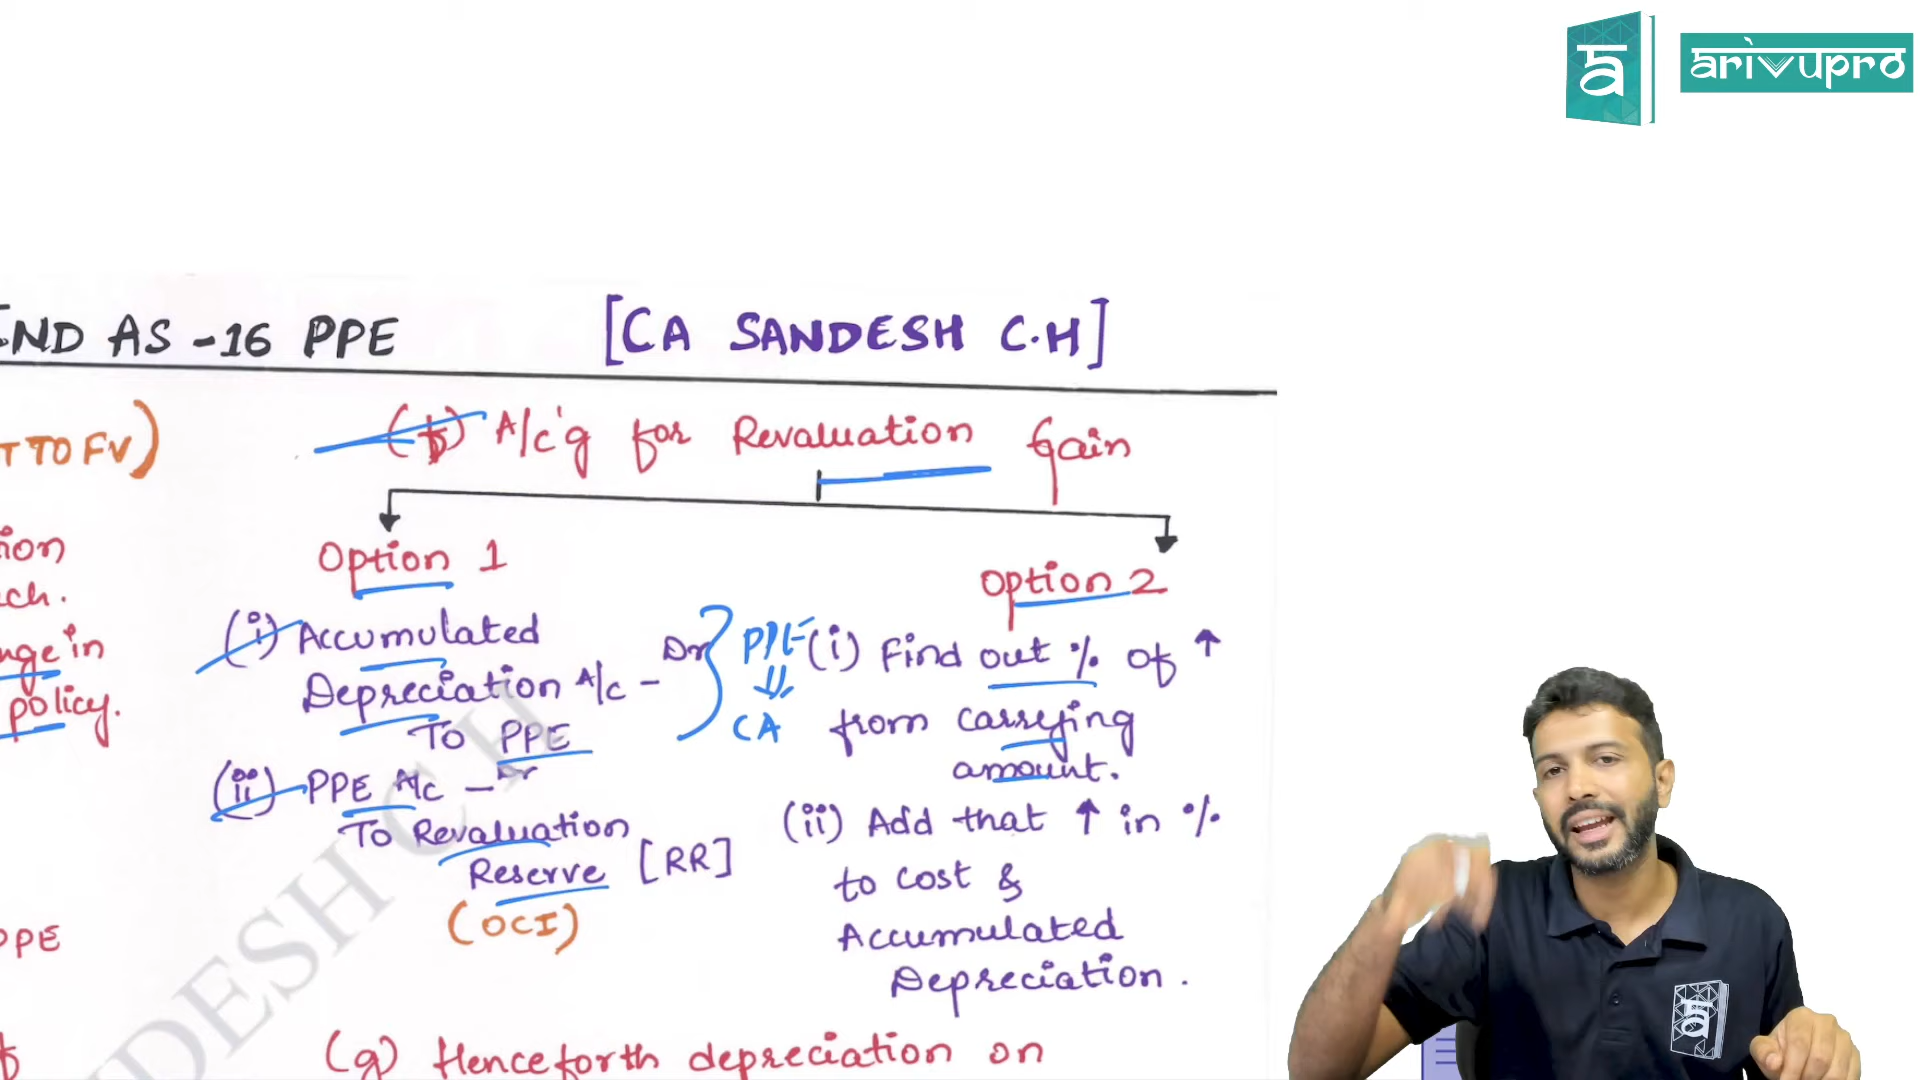 arivupro
IND AS -16 PPE
[CA SANDESH C.H]
T TO FV)
A/c'g for Revaluation Gain
Option 1
Option 2
ion
ch.
nge in
policy.
(i) Accumulated
Depreciation A/c - Dr
To PPE
(ii) PPE A/c - Dr
To Revaluation
Reserve [RR]
(OCI)
PPE
CA
(i) Find out % of ↑
from carrying
amount.
(ii) Add that ↑ in %
to cost &
Accumulated
Depreciation.
PPE
(g) Henceforth depreciation on
DESH C H